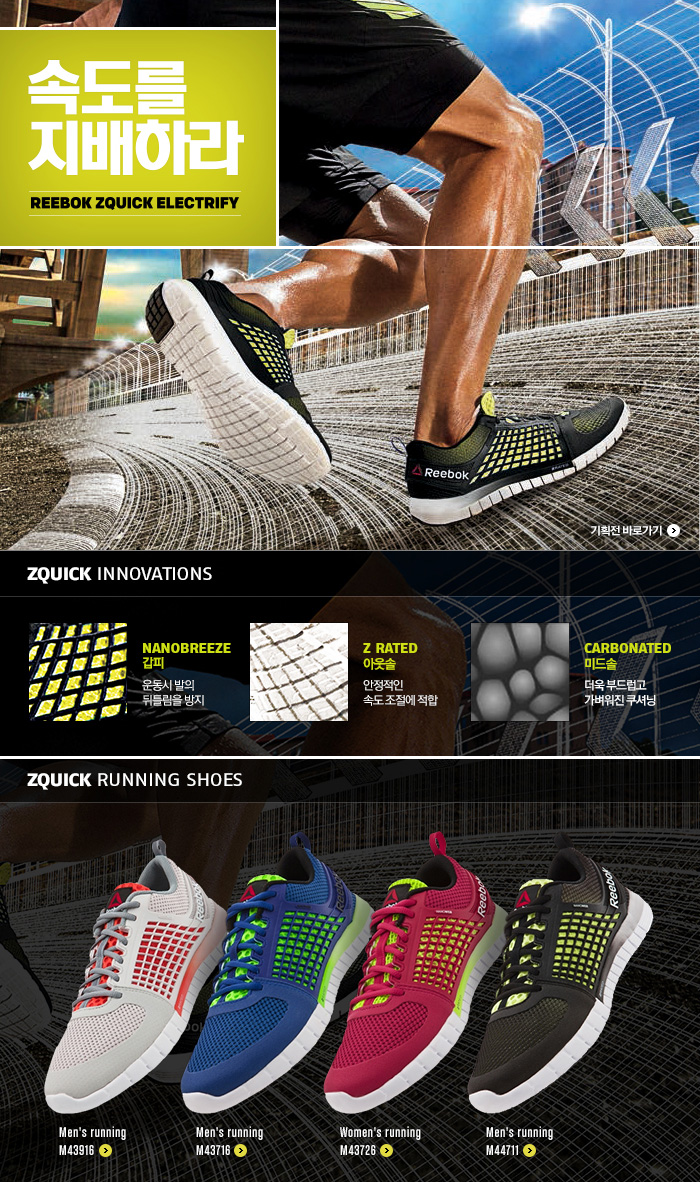 속도를
지배하라
REEBOK ZQUICK ELECTRIFY
Reebok
기획전 바로가기
ZQUICK INNOVATIONS
NANOBREEZE
갑피
운동시 발의
뒤틀림을 방지
Z RATED
아웃솔
안정적인
속도 조절에 적합
CARBONATED
미드솔
더욱 부드럽고
가벼워진 쿠셔닝
ZQUICK RUNNING SHOES
Reebok
Reebok
Reebok
Reebok
Men's running
M43916
Men's running
M43716
Women's running
M43726
Men's running
M44711